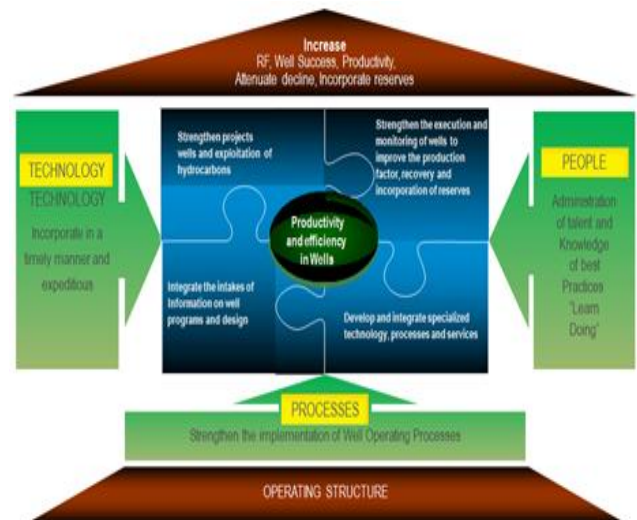 Increase
RF, Well Success, Productivity,
Attenuate decline, Incorporate reserves
TECHNOLOGY
TECHNOLOGY
Incorporate in a
timely manner and
expeditious
Strengthen projects
wells and exploitation of
hydrocarbons
Strengthen the execution and
monitoring of wells to
improve the production
factor, recovery and
incorporation of reserves
Productivity
and efficiency
in Wells
Integrate the intakes of
Information on well
programs and design
Develop and integrate specialized
technology, processes and services
PEOPLE
Administration
of talent and
Knowledge
of best
Practices
"Learn
Doing"
PROCESSES
Strengthen the implementation of Well Operating Processes
OPERATING STRUCTURE